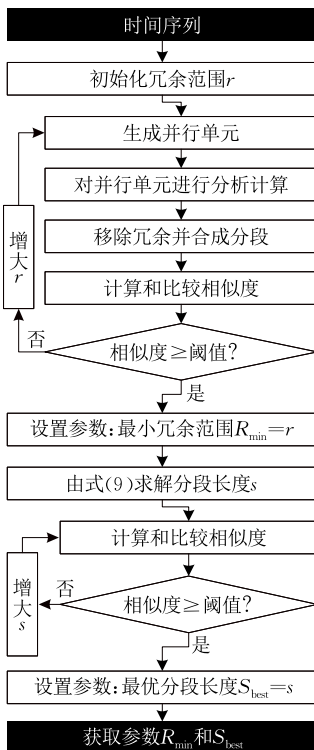 时间序列
初始化冗余范围r
生成并行单元
对并行单元进行分析计算
移除冗余并合成分段
计算和比较相似度
增大r
否
相似度≥阈值?
是
设置参数:最小冗余范围Rmin=r
由式(9)求解分段长度s
计算和比较相似度
增大s
否
相似度≥阈值?
是
设置参数:最优分段长度Sbest=s
获取参数Rmin和Sbest